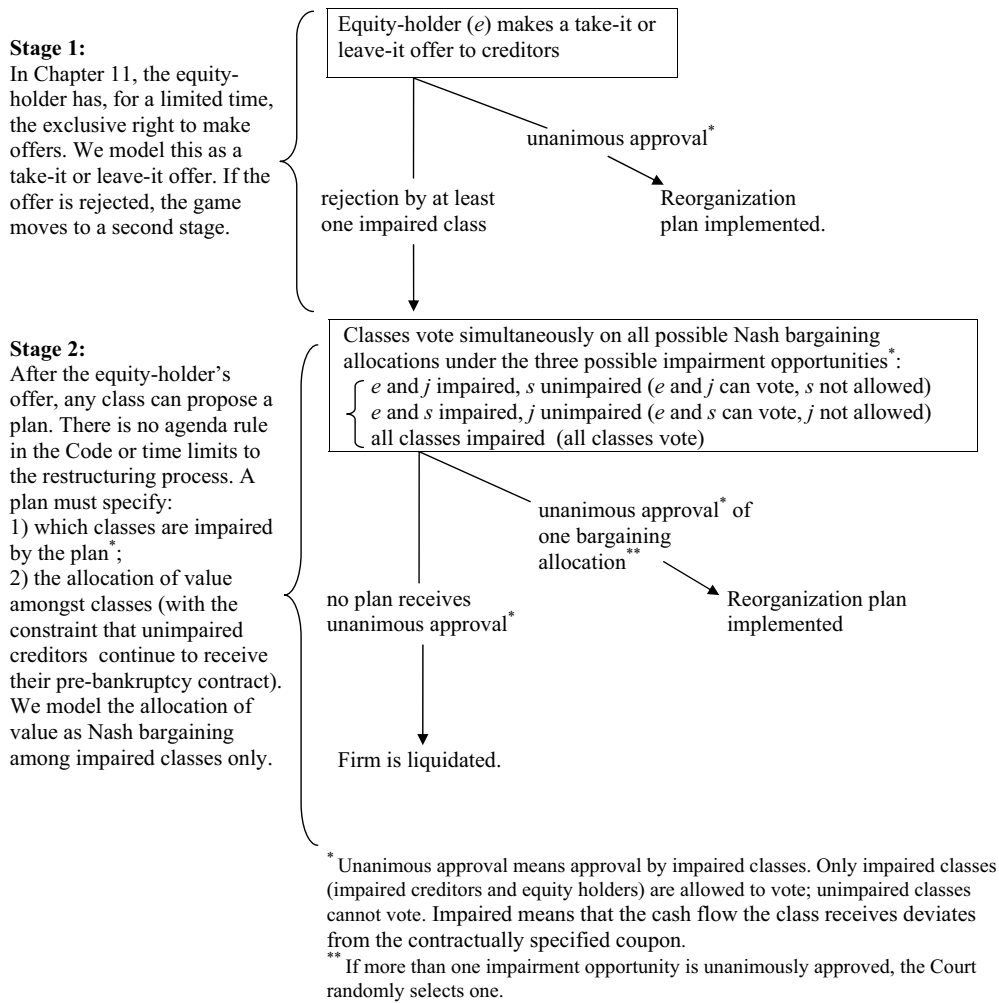 Equity-holder (e) makes a take-it or
leave-it offer to creditors
Stage 1:
In Chapter 11, the equity-
holder has, for a limited time,
the exclusive right to make
offers. We model this as a
take-it or leave-it offer. If the
offer is rejected, the game
moves to a second stage.
unanimous approval*
rejection by at least
one impaired class
Reorganization
plan implemented.
Stage 2:
After the equity-holder's
offer, any class can propose a
plan. There is no agenda rule
in the Code or time limits to
the restructuring process. A
plan must specify:
1) which classes are impaired
by the plan*;
2) the allocation of value
amongst classes (with the
constraint that unimpaired
creditors continue to receive
their pre-bankruptcy contract).
We model the allocation of
value as Nash bargaining
among impaired classes only.
Classes vote simultaneously on all possible Nash bargaining
allocations under the three possible impairment opportunities*:
e and j impaired, s unimpaired (e and j can vote, s not allowed)
e and s impaired, j unimpaired (e and s can vote, j not allowed)
all classes impaired (all classes vote)
unanimous approval* of
one bargaining
allocation**
no plan receives
unanimous approval*
Reorganization plan
implemented
Firm is liquidated.
* Unanimous approval means approval by impaired classes. Only impaired classes
(impaired creditors and equity holders) are allowed to vote; unimpaired classes
cannot vote. Impaired means that the cash flow the class receives deviates
from the contractually specified coupon.
** If more than one impairment opportunity is unanimously approved, the Court
randomly selects one.